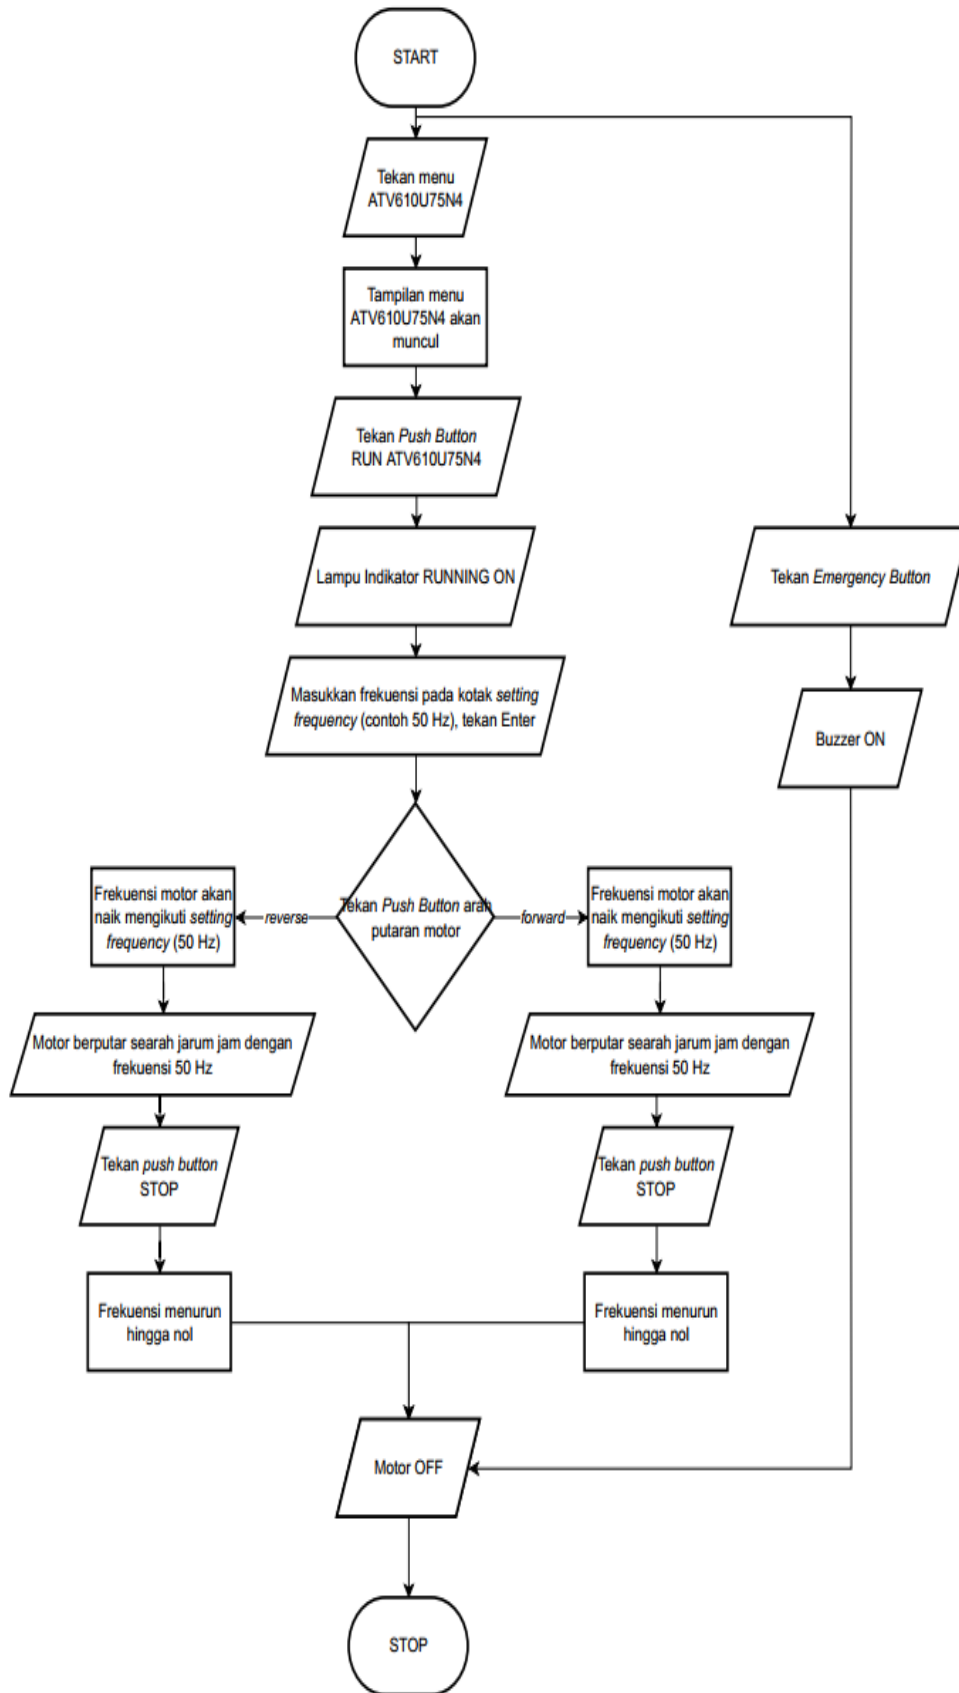 START
Tekan menu
ATV610U75N4
Tampilan menu
ATV610U75N4 akan
muncul
Tekan Push Button
RUN ATV610U75N4
Lampu Indikator RUNNING ON
Tekan Emergency Button
Masukkan frekuensi pada kotak setting
frequency (contoh 50 Hz), tekan Enter
Buzzer ON
Tekan Push Button arah
putaran motor
reverse
forward
Frekuensi motor akan
naik mengikuti setting
frequency (50 Hz)
Frekuensi motor akan
naik mengikuti setting
frequency (50 Hz)
Motor berputar searah jarum jam dengan
frekuensi 50 Hz
Motor berputar searah jarum jam dengan
frekuensi 50 Hz
Tekan push button
STOP
Tekan push button
STOP
Frekuensi menurun
hingga nol
Frekuensi menurun
hingga nol
Motor OFF
STOP